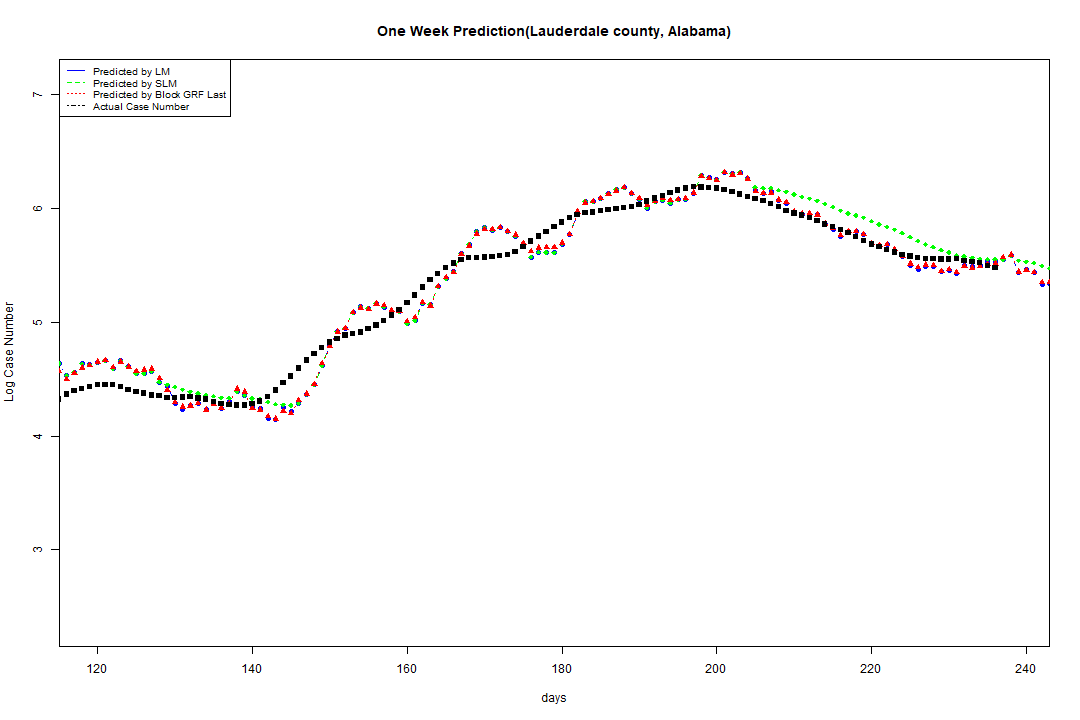 One Week Prediction(Lauderdale county, Alabama)
Predicted by LM
Predicted by SLM
Predicted by Block GRF Last
Actual Case Number
7
6
5
4
3
Log Case Number
120 140 160 180 200 220 240
days